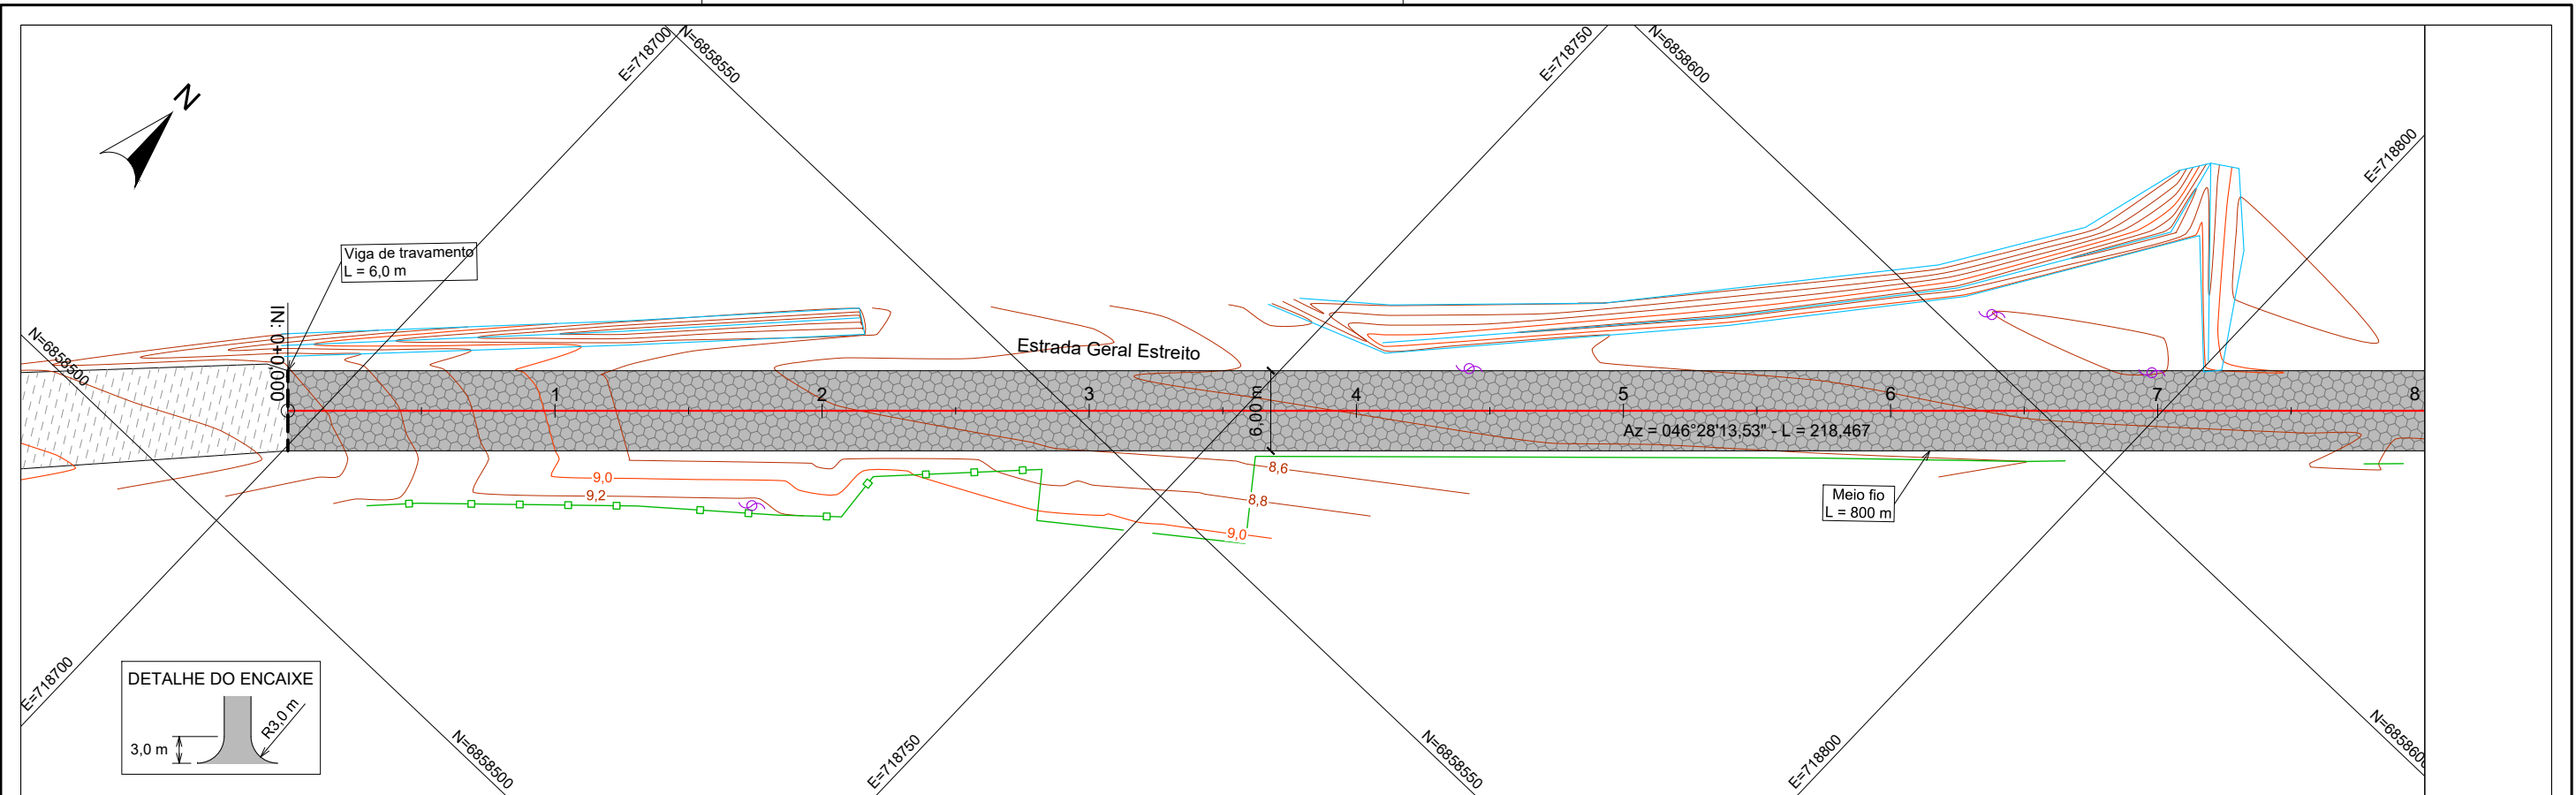 E=718700
N=6858550
E=718750
N=6858600
N
E=718800
Viga de travamento
L = 6,0 m
IN: 0+0,000
N=6858500
Estrada Geral Estreito
1
2
3
4
5
6
7
8
6,00 m
Az = 046°28'13,53" - L = 218,467
9,0
9,2
8,6
8,8
9,0
Meio fio
L = 800 m
E=718700
DETALHE DO ENCAIXE
R3,0 m
3,0 m
N=6858500
E=718750
N=6858550
E=718800
N=6858600